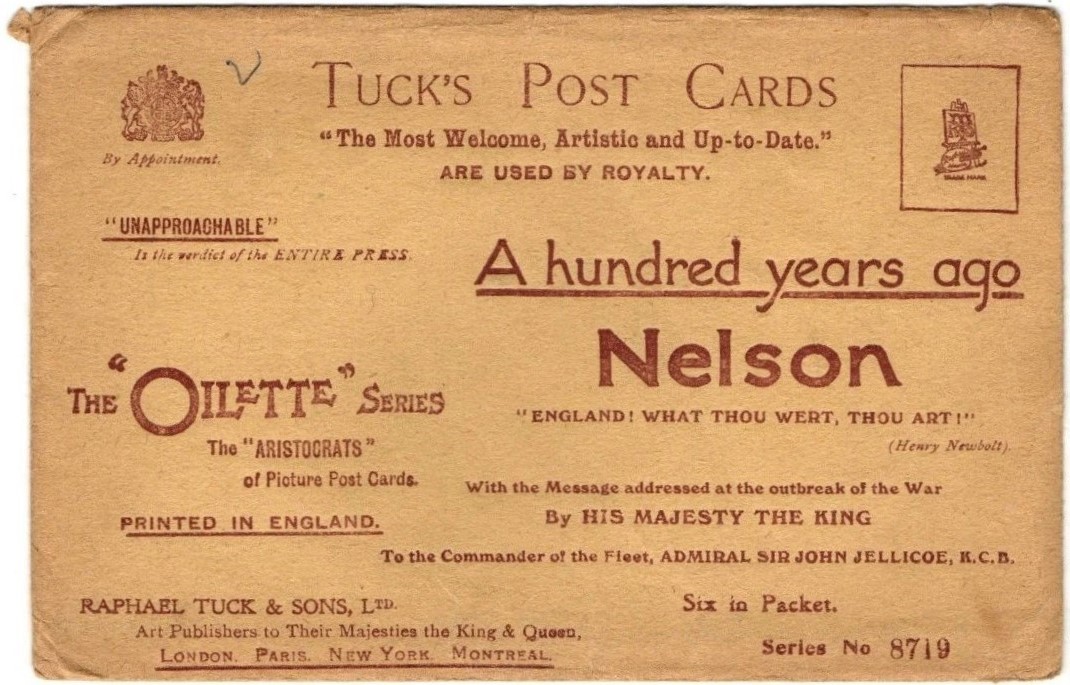 TUCK'S POST CARDS
"The Most Welcome, Artistic and Up-to-Date."
ARE USED BY ROYALTY.
By Appointment.
TRADE MARK
"UNAPPROACHABLE"
Is the verdict of the ENTIRE PRESS.
A hundred years ago
Nelson
"ENGLAND! WHAT THOU WERT, THOU ART!"
(Henry Newbolt).
THE "OILETTE" SERIES
The "ARISTOCRATS"
of Picture Post Cards.
PRINTED IN ENGLAND.
With the Message addressed at the outbreak of the War
By HIS MAJESTY THE KING
To the Commander of the Fleet, ADMIRAL SIR JOHN JELLICOE, K.C.B.
RAPHAEL TUCK & SONS, LTD.
Art Publishers to Their Majesties the King & Queen,
LONDON. PARIS. NEW YORK. MONTREAL.
Six in Packet.
Series No 8719